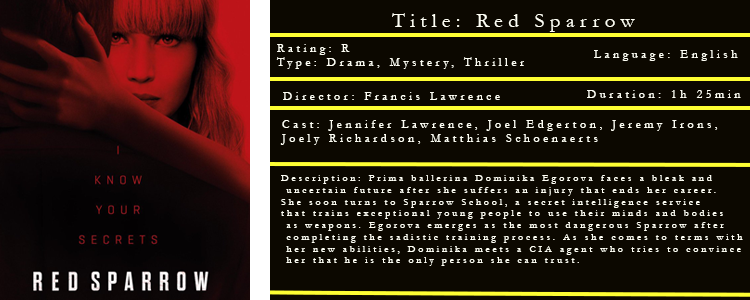 I
KNOW
YOUR
SECRETS
RED SPARROW
Title: Red Sparrow
Rating: R
Type: Drama, Mystery, Thriller
Language: English
Director: Francis Lawrence
Duration: 1h 25min
Cast: Jennifer Lawrence, Joel Edgerton, Jeremy Irons,
Joely Richardson, Matthias Schoenaerts
Description: Prima ballerina Dominika Egorova faces a bleak and
uncertain future after she suffers an injury that ends her career.
She soon turns to Sparrow School, a secret intelligence service
that trains exceptional young people to use their minds and bodies
as weapons. Egorova emerges as the most dangerous Sparrow after
completing the sadistic training process. As she comes to terms with
her new abilities, Dominika meets a CIA agent who tries to convince
her that he is the only person she can trust.